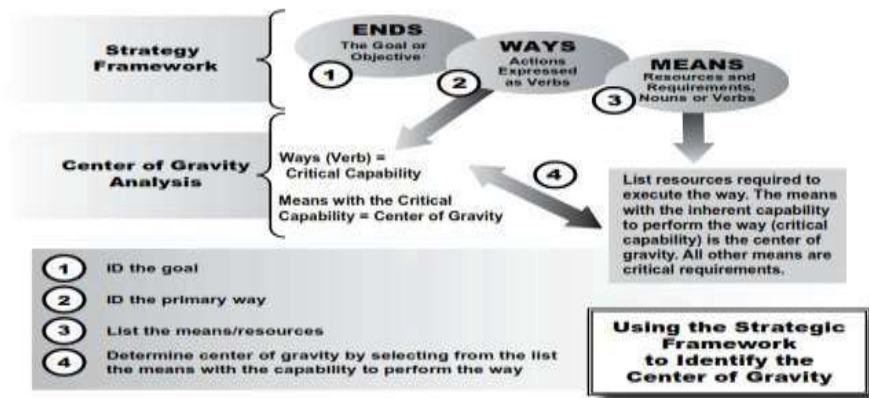 Strategy
Framework
ENDS
The Goal or
Objective
1
WAYS
Actions
Expressed
as Verbs
2
MEANS
Resources and
Requirements,
Nouns or Verbs
3
Center of Gravity
Analysis
Ways (Verb) =
Critical Capability
Means with the Critical
Capability = Center of Gravity
4
List resources required to
execute the way. The means
with the inherent capability
to perform the way (critical
capability) is the center of
gravity. All other means are
critical requirements.
1 ID the goal
2 ID the primary way
3 List the means/resources
4 Determine center of gravity by selecting from the list
the means with the capability to perform the way
Using the Strategic
Framework
to Identify the
Center of Gravity